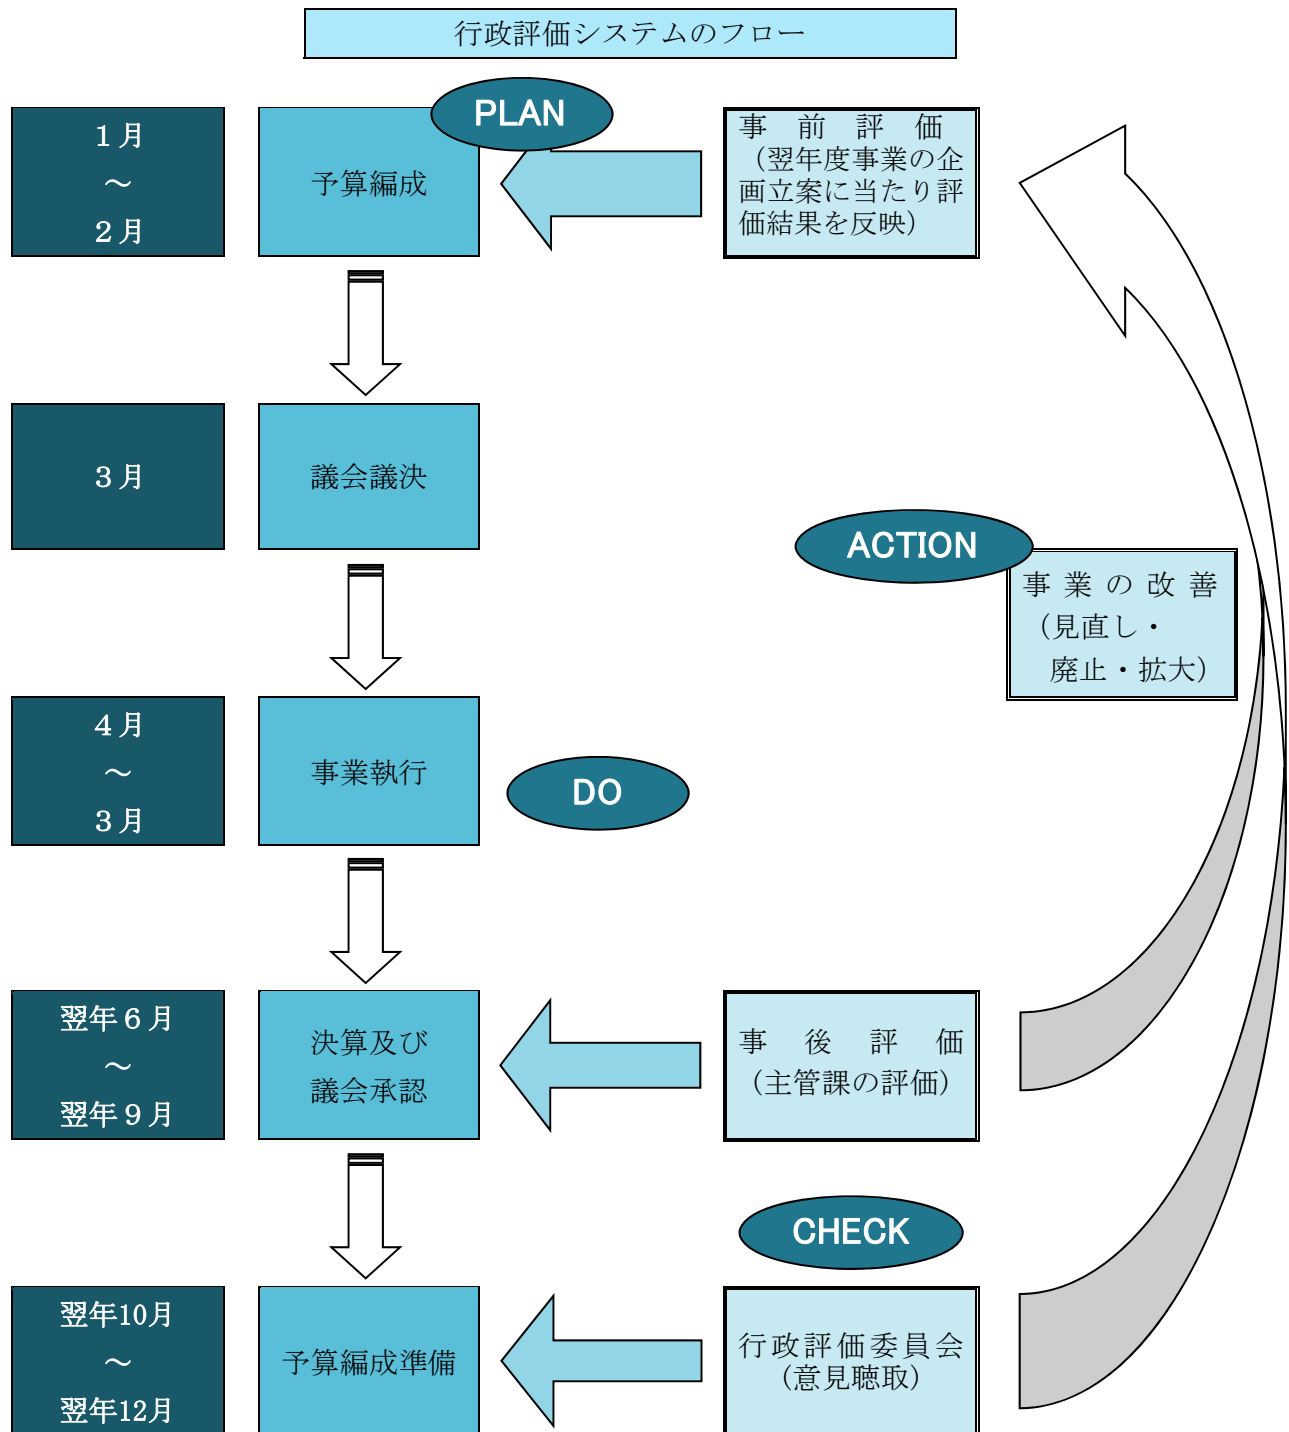 行政評価システムのフロー
PLAN
１月
～
２月
予算編成
事前評価
（翌年度事業の企
画立案に当たり評
価結果を反映）
３月
議会議決
ACTION
事業の改善
（見直し・
廃止・拡大）
４月
～
３月
事業執行
DO
翌年６月
～
翌年９月
決算及び
議会承認
事後評価
（主管課の評価）
CHECK
翌年10月
～
翌年12月
予算編成準備
行政評価委員会
（意見聴取）